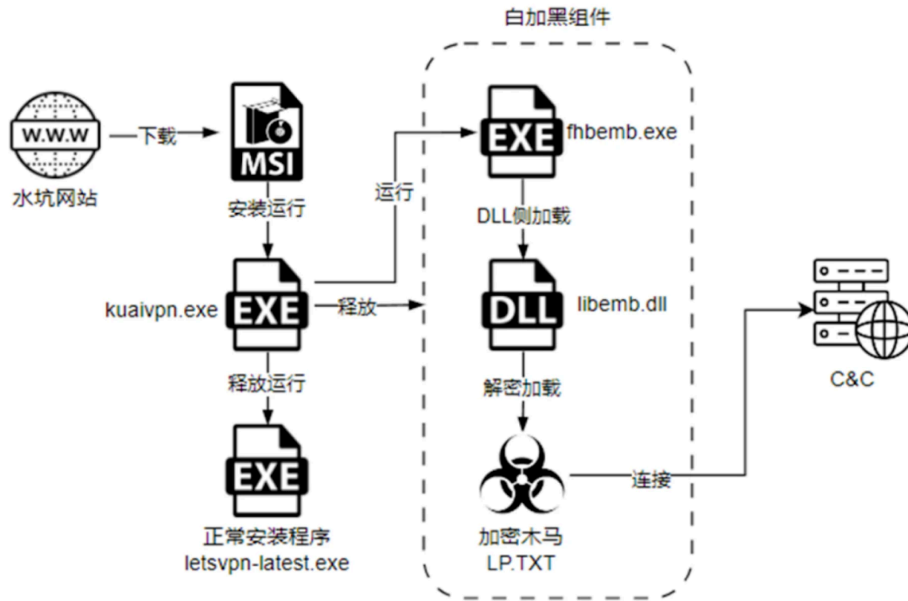 白加黑组件
W.W.W
下载
MSI
EXE
fhbemb.exe
水坑网站
安装运行
运行
DLL侧加载
kuaivpn.exe
EXE
释放
DLL
libemb.dll
释放运行
解密加载
C&C
EXE
连接
正常安装程序
letsvpn-latest.exe
加密木马
LP.TXT